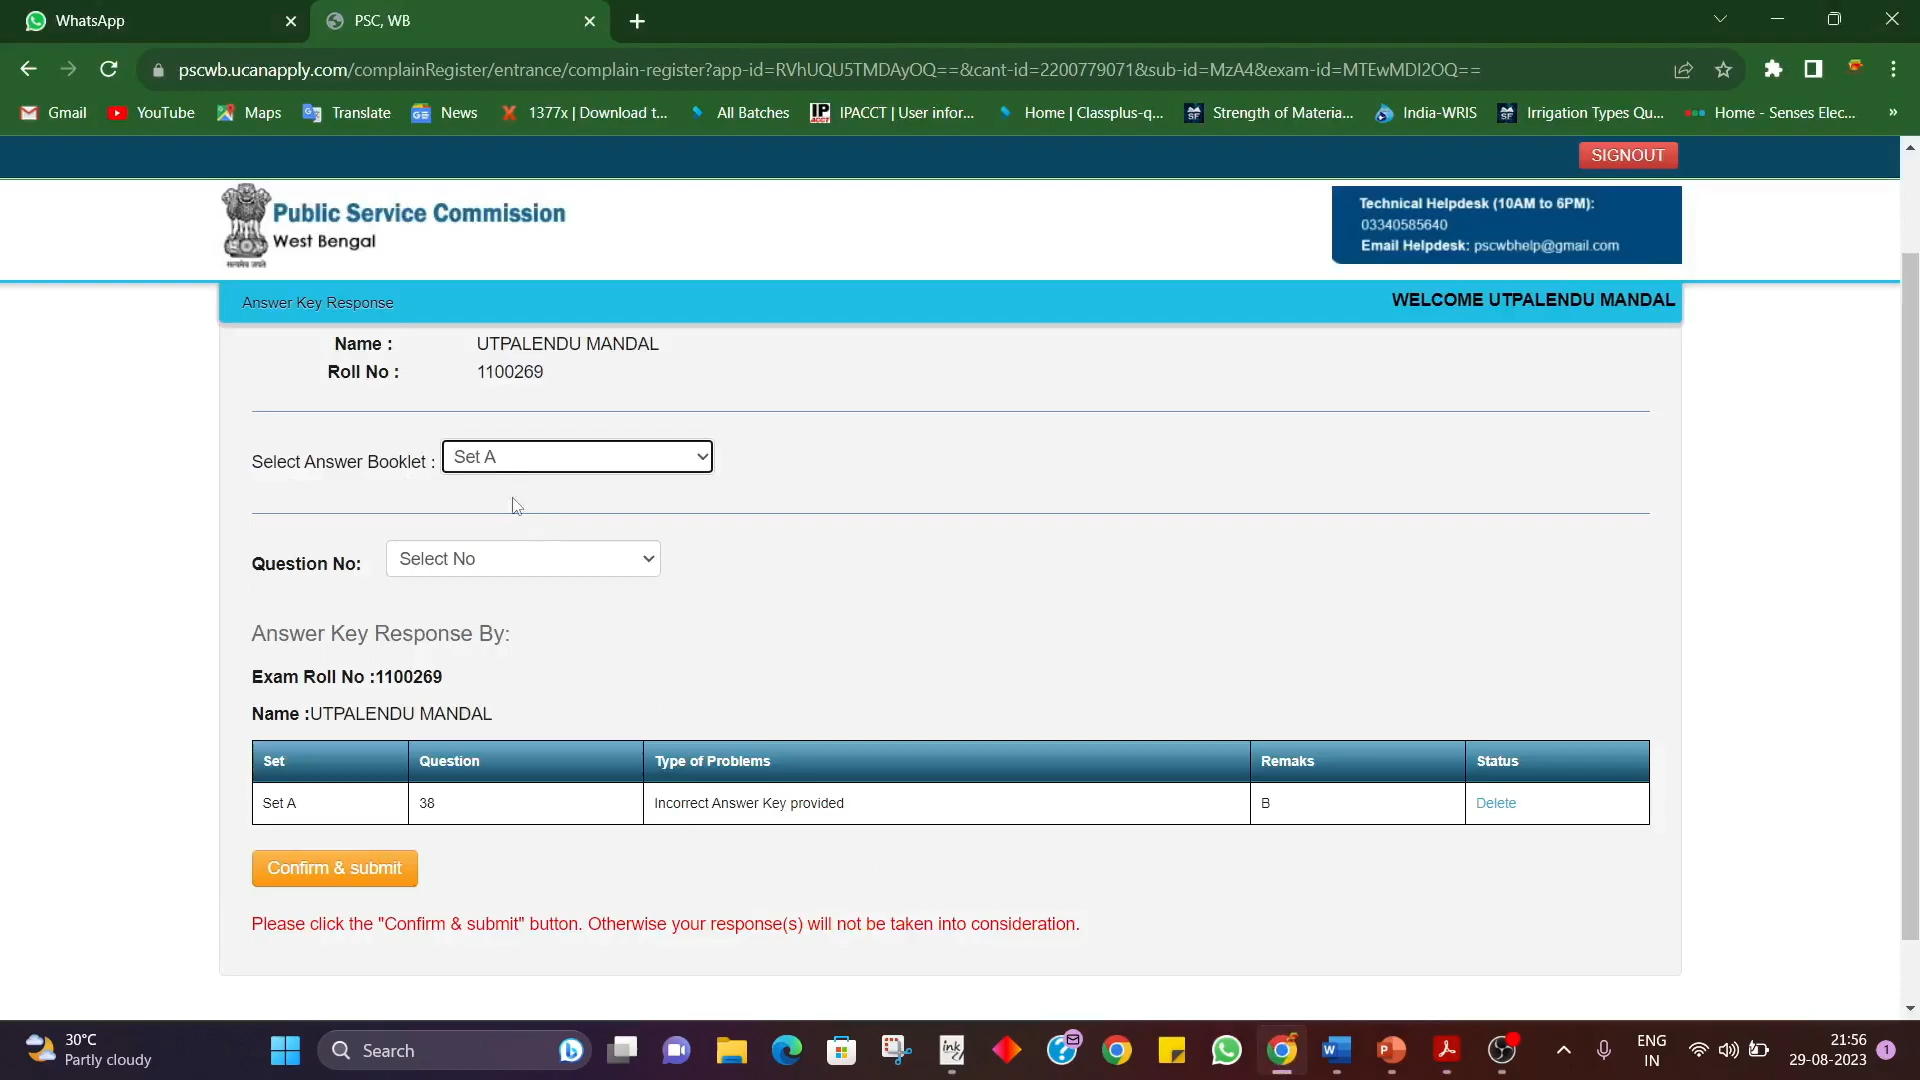 WhatsApp
PSC, WB
pscwb.ucanapply.com/complainRegister/entrance/complain-register?app-id=RVhUQU5TMDAyOQ==&cant-id=2200779071&sub-id=MzA4&exam-id=MTEwMDI2OQ==
Gmail YouTube Maps Translate News 1377x | Download t... All Batches IPACCT | User infor... Home | Classplus-q... Strength of Materia... India-WRIS Irrigation Types Qu... Home - Senses Elec... »
SIGNOUT
Public Service Commission
West Bengal
सत्यमेव जयते
Technical Helpdesk (10AM to 6PM):
03340585640
Email Helpdesk: pscwbhelp@gmail.com
Answer Key Response
WELCOME UTPALENDU MANDAL
Name : UTPALENDU MANDAL
Roll No : 1100269
Select Answer Booklet : Set A
Question No: Select No
Answer Key Response By:
Exam Roll No :1100269
Name :UTPALENDU MANDAL
Set Question Type of Problems Remaks Status
Set A 38 Incorrect Answer Key provided B Delete
Confirm & submit
Please click the "Confirm & submit" button. Otherwise your response(s) will not be taken into consideration.
30°C
Partly cloudy
Search
ENG
IN
21:56
29-08-2023
1